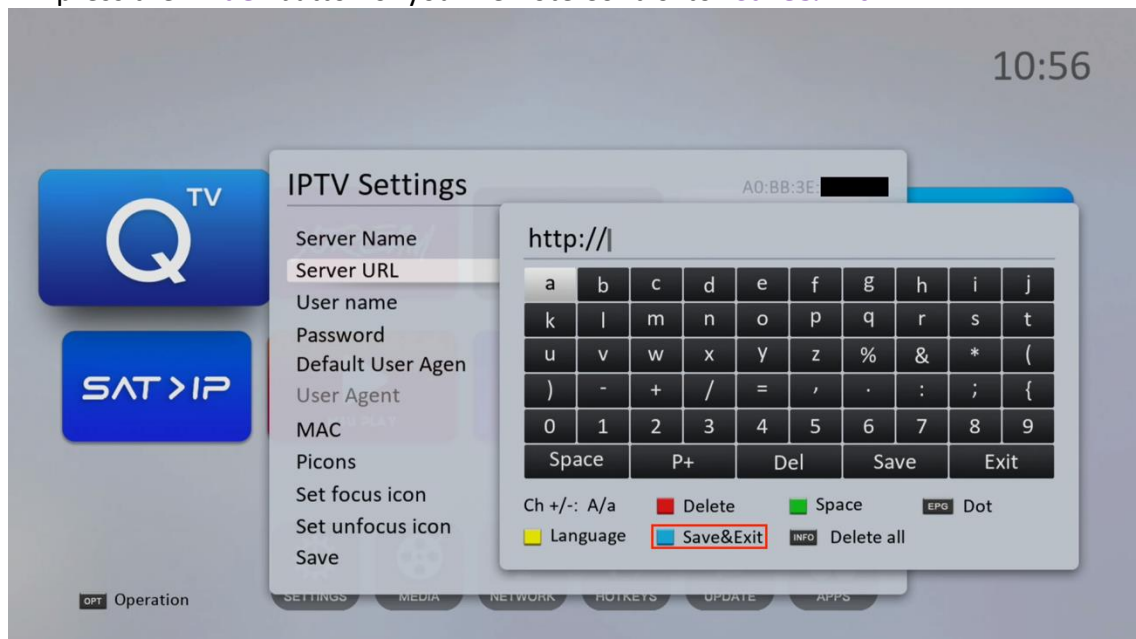 10:56
Q TV
SAT>IP
IPTV Settings
A0:BB:3E:
Server Name
Server URL
User name
Password
Default User Agen
User Agent
MAC
Picons
Set focus icon
Set unfocus icon
Save
http://
a b c d e f g h i j
k l m n o p q r s t
u v w x y z % & * (
) - + / = , . : ; {
0 1 2 3 4 5 6 7 8 9
Space P+ Del Save Exit
Ch +/-: A/a Delete Space EPG Dot
Language Save&Exit INFO Delete all
OPT Operation
SETTINGS MEDIA NETWORK HOTKEYS UPDATE APPS